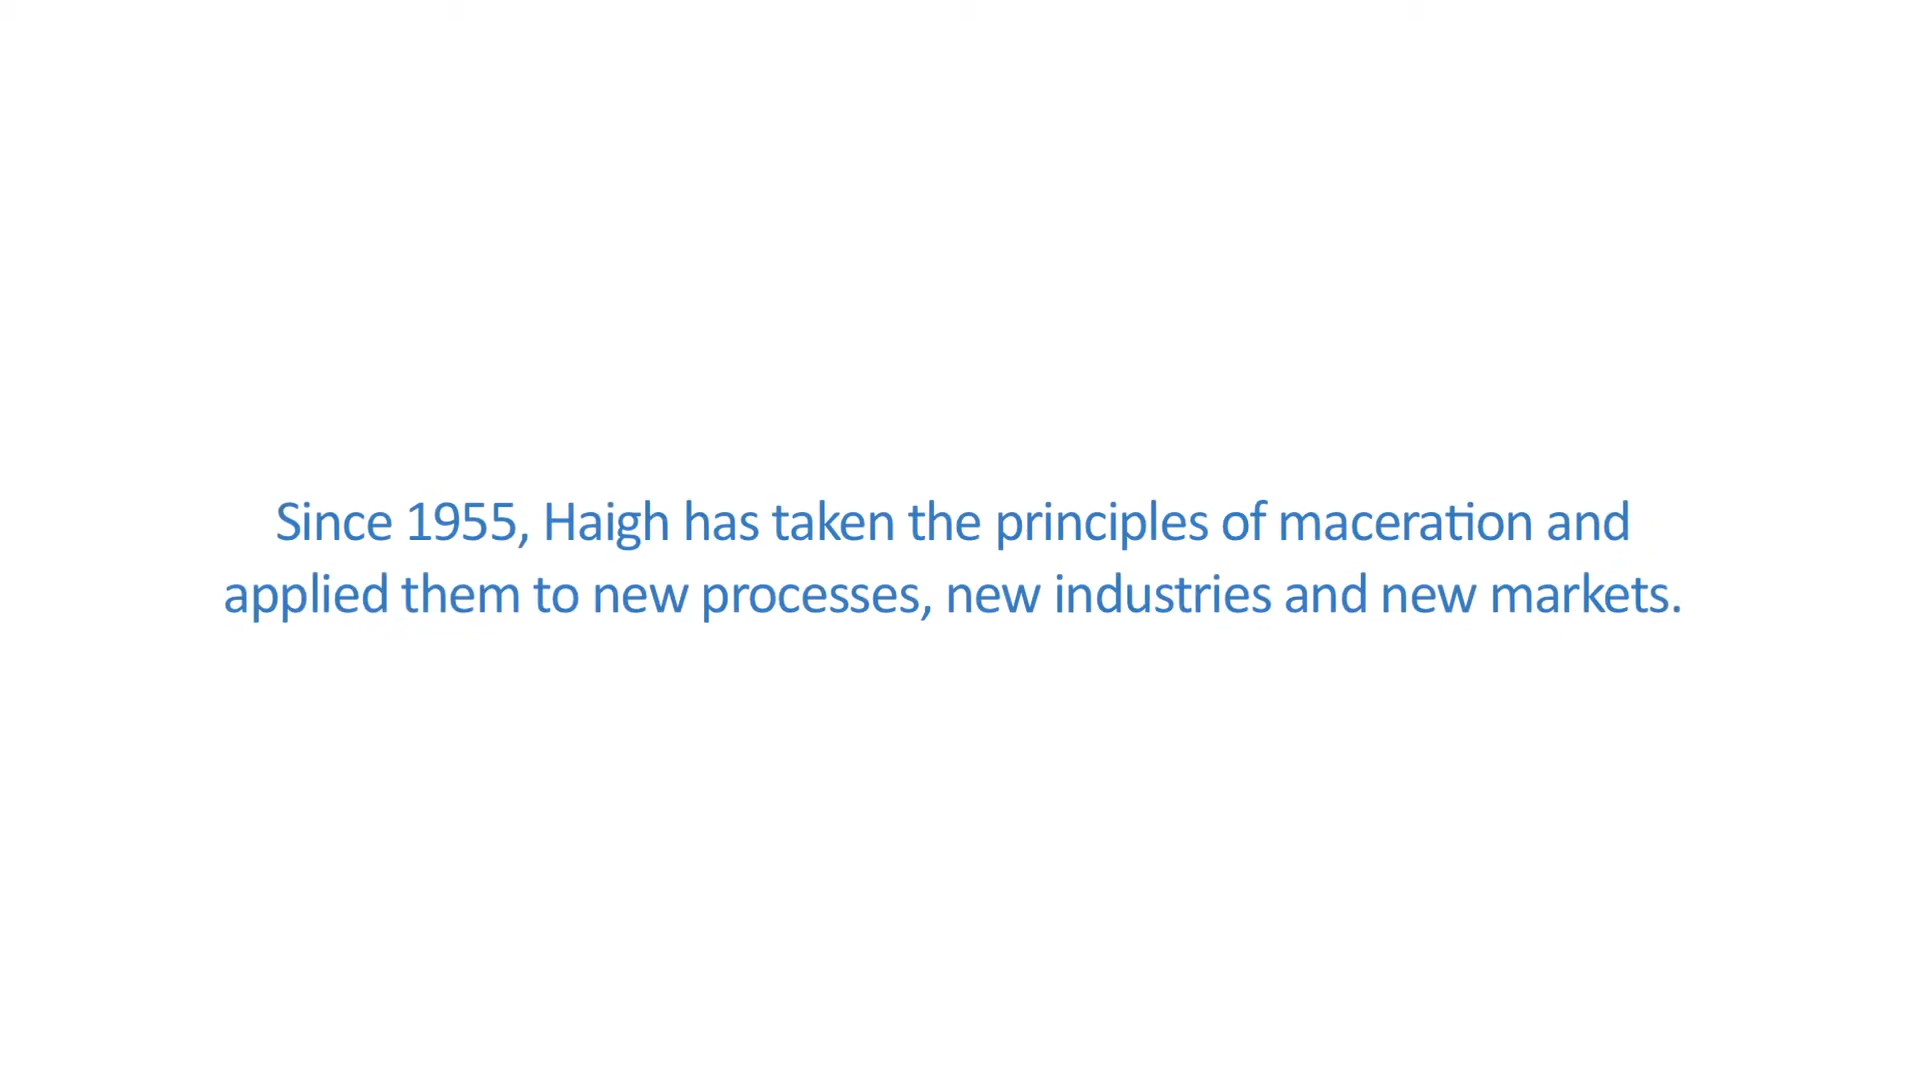 Since 1955, Haigh has taken the principles of maceration and
applied them to new processes, new industries and new markets.